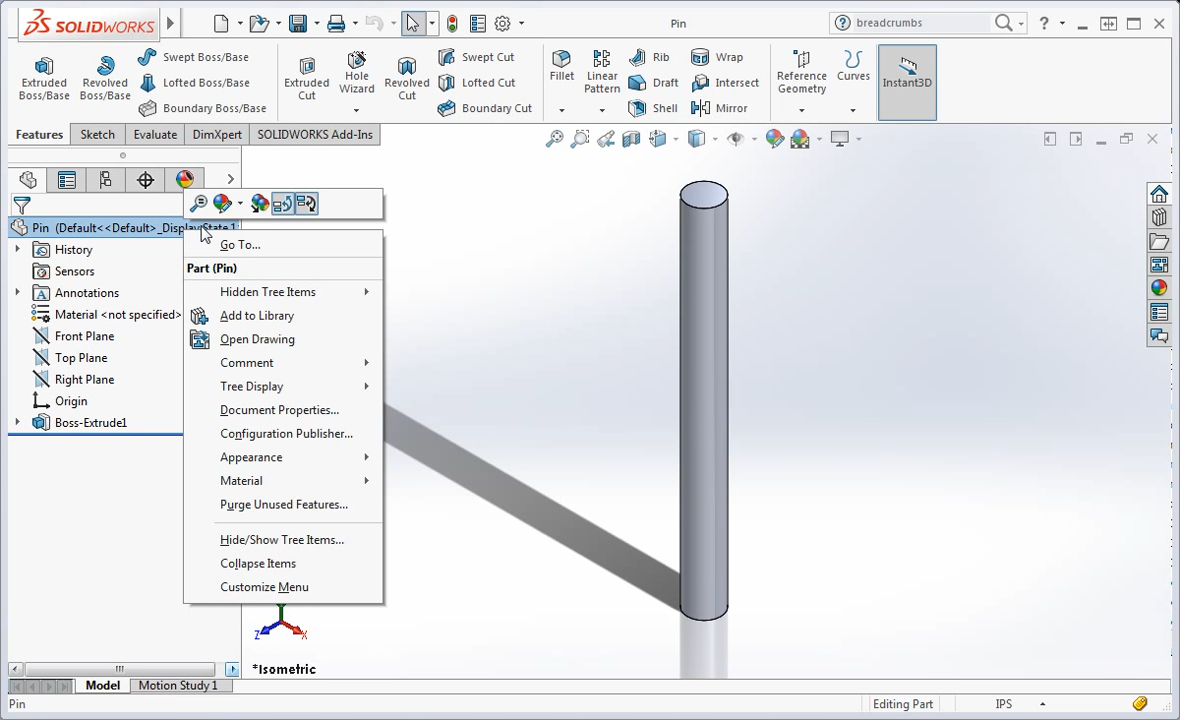 SOLIDWORKS
Pin
breadcrumbs
Extruded Boss/Base
Revolved Boss/Base
Swept Boss/Base
Lofted Boss/Base
Boundary Boss/Base
Extruded Cut
Hole Wizard
Revolved Cut
Swept Cut
Lofted Cut
Boundary Cut
Fillet
Linear Pattern
Rib
Draft
Shell
Wrap
Intersect
Mirror
Reference Geometry
Curves
Instant3D
Features
Sketch
Evaluate
DimXpert
SOLIDWORKS Add-Ins
Pin (Default<<Default>_Display State 1
History
Sensors
Annotations
Material <not specified>
Front Plane
Top Plane
Right Plane
Origin
Boss-Extrude1
Go To...
Part (Pin)
Hidden Tree Items
Add to Library
Open Drawing
Comment
Tree Display
Document Properties...
Configuration Publisher...
Appearance
Material
Purge Unused Features...
Hide/Show Tree Items...
Collapse Items
Customize Menu
Z
X
*Isometric
Model
Motion Study 1
Pin
Editing Part
IPS